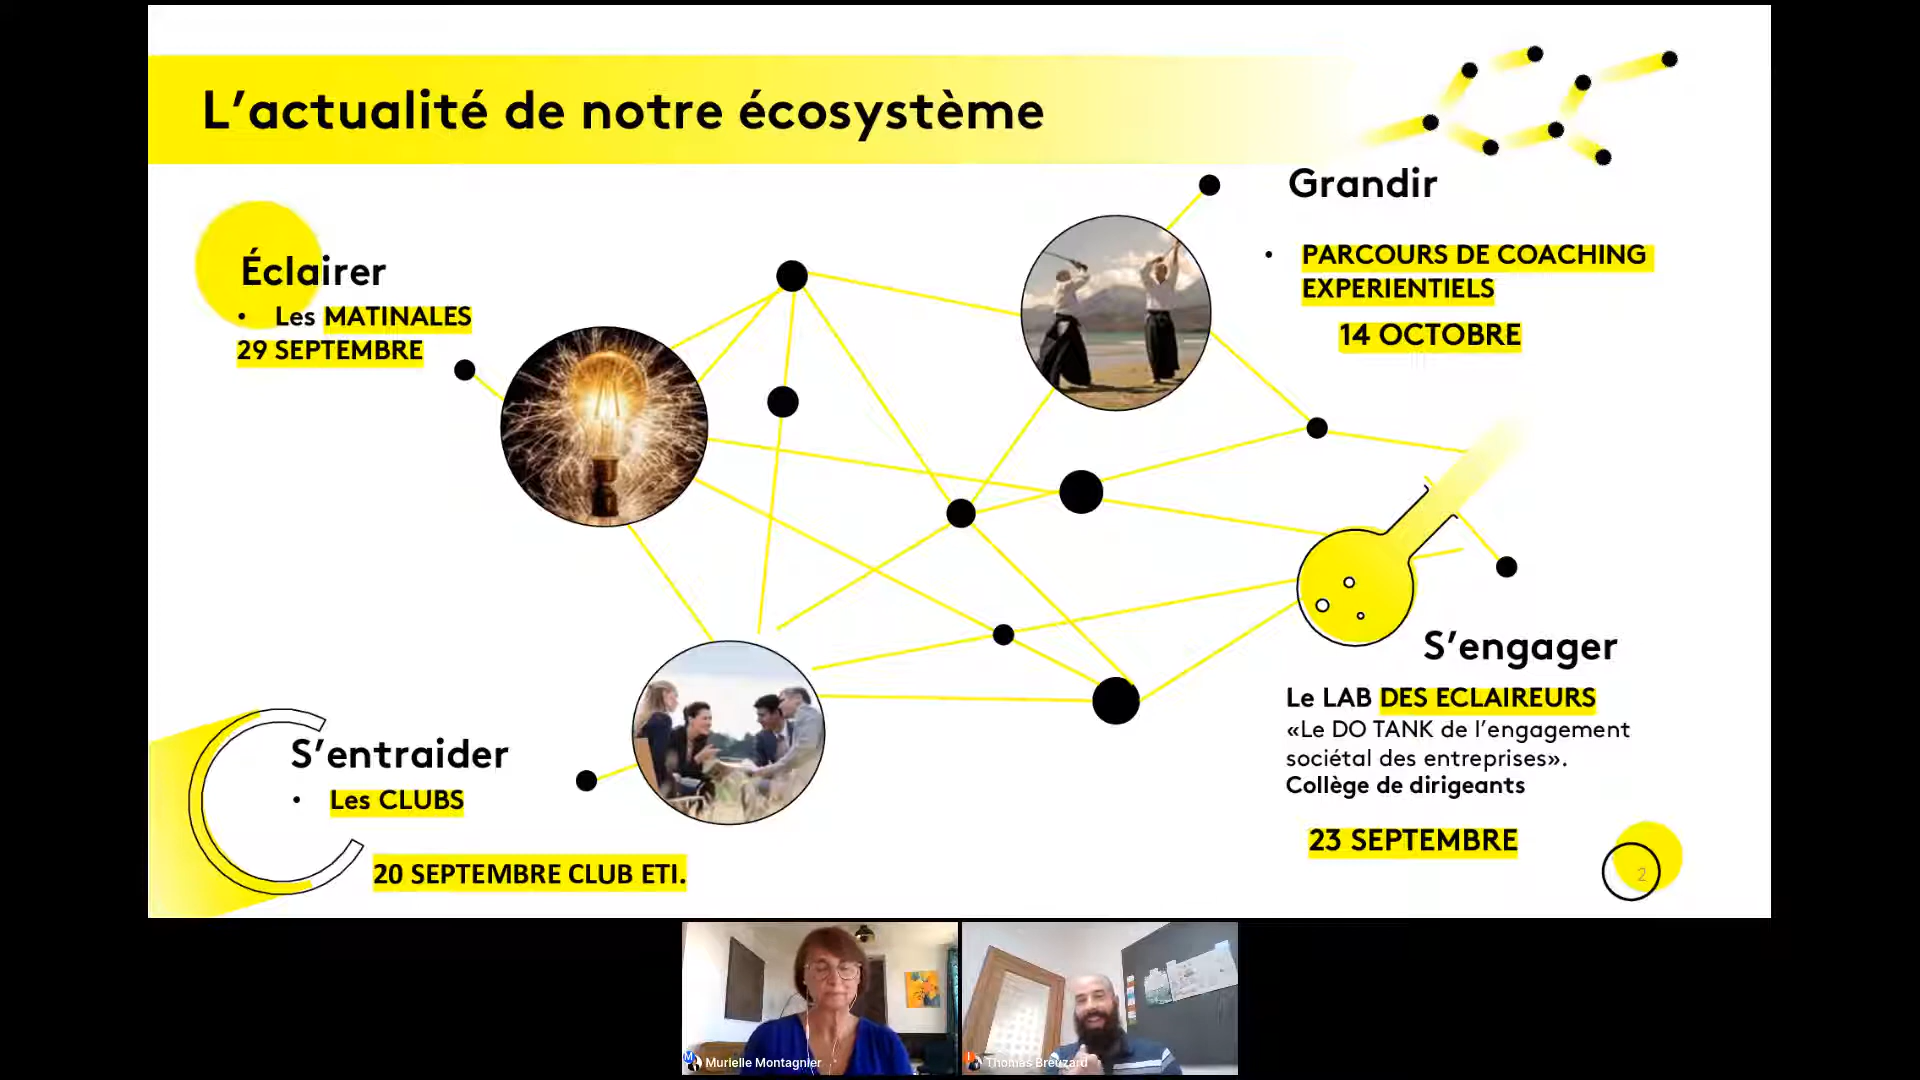 L’actualité de notre écosystème
Éclairer
• Les MATINALES
29 SEPTEMBRE
Grandir
• PARCOURS DE COACHING
EXPERIENTIELS
14 OCTOBRE
S’entraider
• Les CLUBS
20 SEPTEMBRE CLUB ETI.
S’engager
Le LAB DES ECLAIREURS
«Le DO TANK de l’engagement
sociétal des entreprises».
Collège de dirigeants
23 SEPTEMBRE
2
Murielle Montagnier
Thomas Breuzard